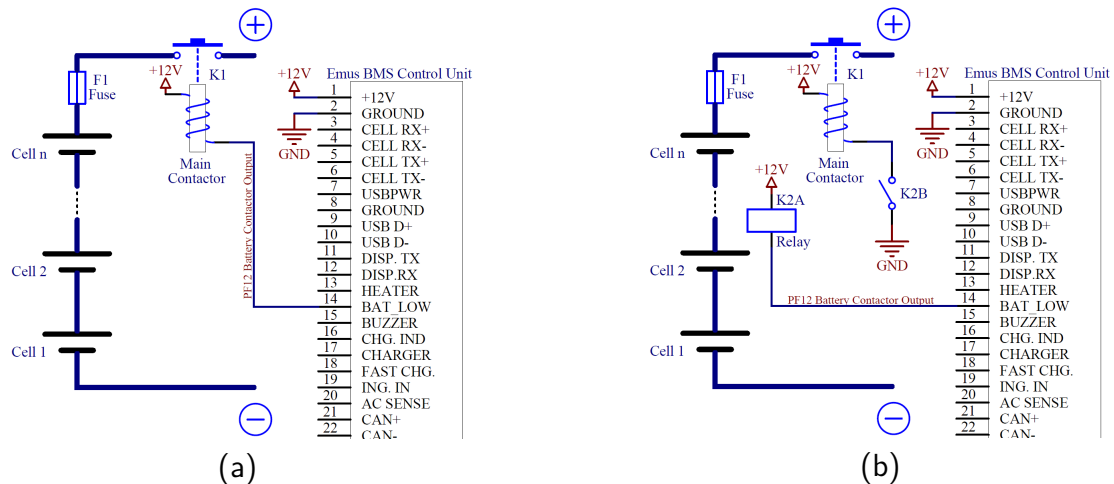 +
K1
+12V
F1
Fuse
+12V
Emus BMS Control Unit
1 +12V
2 GROUND
3 CELL RX+
4 CELL RX-
5 CELL TX+
6 CELL TX-
7 USBPWR
8 GROUND
9 USB D+
10 USB D-
11 DISP. TX
12 DISP.RX
13 HEATER
14 BAT_LOW
15 BUZZER
16 CHG. IND
17 CHARGER
18 FAST CHG.
19 ING. IN
20 AC SENSE
21 CAN+
22 CAN-
GND
Main
Contactor
PF12 Battery Contactor Output
Cell n
Cell 2
Cell 1
−
(a)
+
K1
+12V
F1
Fuse
+12V
Emus BMS Control Unit
1 +12V
2 GROUND
3 CELL RX+
4 CELL RX-
5 CELL TX+
6 CELL TX-
7 USBPWR
8 GROUND
9 USB D+
10 USB D-
11 DISP. TX
12 DISP.RX
13 HEATER
14 BAT_LOW
15 BUZZER
16 CHG. IND
17 CHARGER
18 FAST CHG.
19 ING. IN
20 AC SENSE
21 CAN+
22 CAN-
GND
Main
Contactor
+12V
K2A
Relay
K2B
GND
PF12 Battery Contactor Output
Cell n
Cell 2
Cell 1
−
(b)